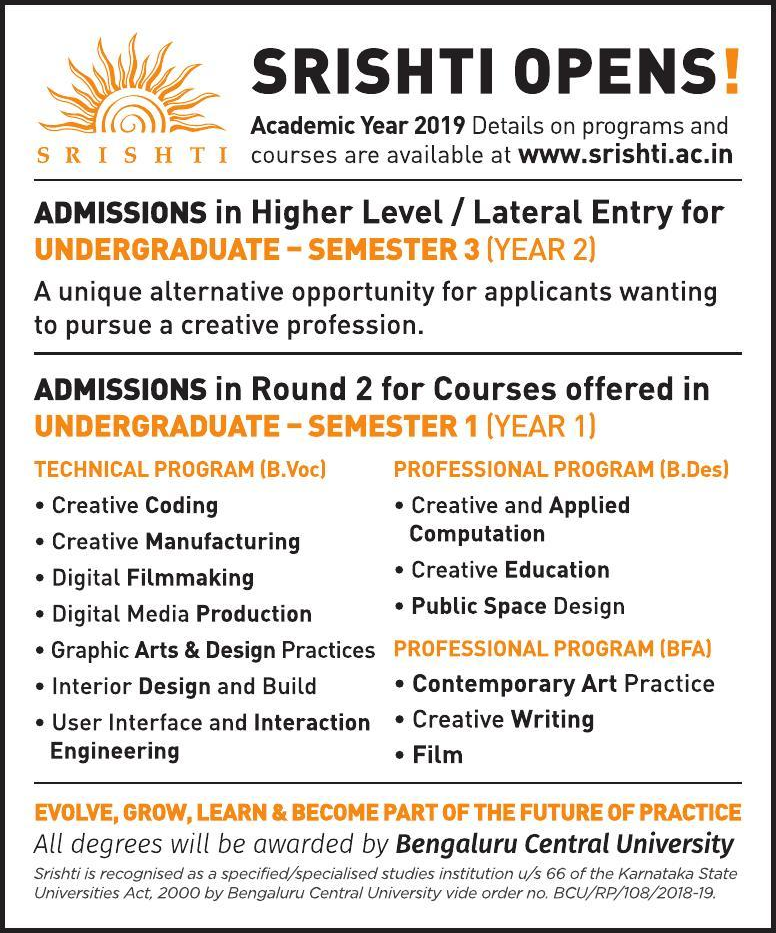 SRISHTI
SRISHTI OPENS!
Academic Year 2019 Details on programs and
courses are available at www.srishti.ac.in
ADMISSIONS in Higher Level / Lateral Entry for
UNDERGRADUATE – SEMESTER 3 (YEAR 2)
A unique alternative opportunity for applicants wanting
to pursue a creative profession.
ADMISSIONS in Round 2 for Courses offered in
UNDERGRADUATE – SEMESTER 1 (YEAR 1)
TECHNICAL PROGRAM (B.Voc)
• Creative Coding
• Creative Manufacturing
• Digital Filmmaking
• Digital Media Production
• Graphic Arts & Design Practices
• Interior Design and Build
• User Interface and Interaction
Engineering
PROFESSIONAL PROGRAM (B.Des)
• Creative and Applied
Computation
• Creative Education
• Public Space Design
PROFESSIONAL PROGRAM (BFA)
• Contemporary Art Practice
• Creative Writing
• Film
EVOLVE, GROW, LEARN & BECOME PART OF THE FUTURE OF PRACTICE
All degrees will be awarded by Bengaluru Central University
Srishti is recognised as a specified/specialised studies institution u/s 66 of the Karnataka State
Universities Act, 2000 by Bengaluru Central University vide order no. BCU/RP/108/2018-19.